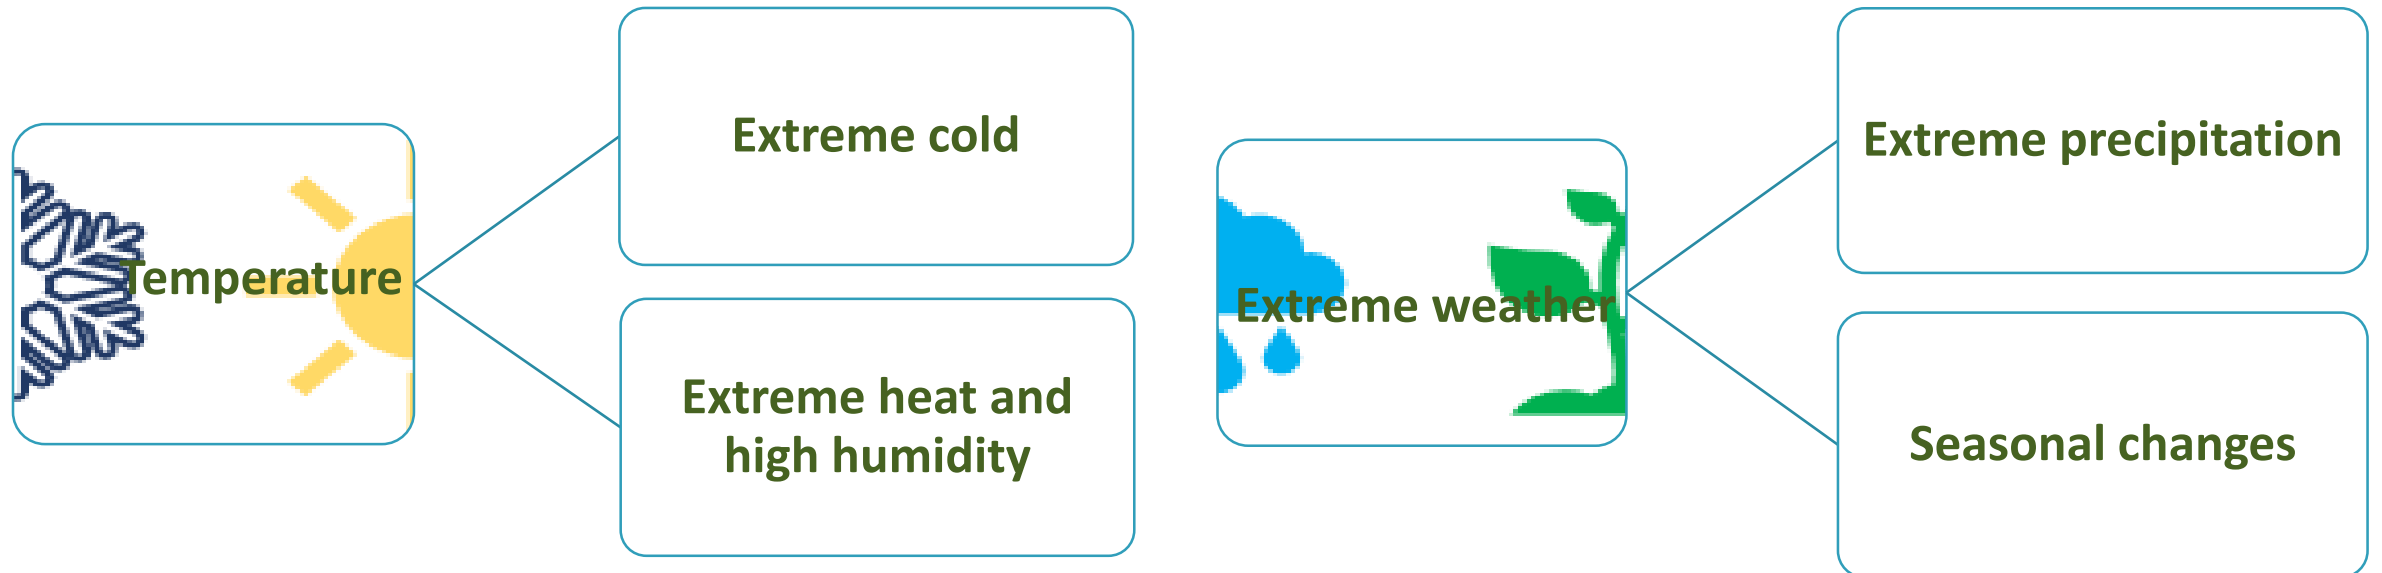 Temperature
Extreme cold
Extreme heat and
high humidity
Extreme weather
Extreme precipitation
Seasonal changes